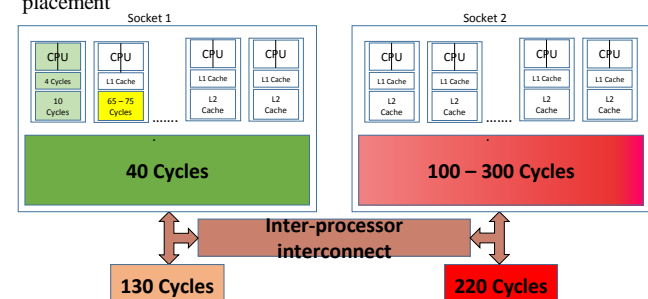 placement
Socket 1
Socket 2
CPU
CPU
CPU
CPU
CPU
CPU
CPU
CPU
4 Cycles
L1 Cache
L1 Cache
L1 Cache
L1 Cache
L1 Cache
L1 Cache
L1 Cache
10
Cycles
65 – 75
Cycles
L2
Cache
L2
Cache
L2
Cache
L2
Cache
L2
Cache
L2
Cache
.......
.......
.
.
40 Cycles
100 – 300 Cycles
Inter-processor
interconnect
130 Cycles
220 Cycles